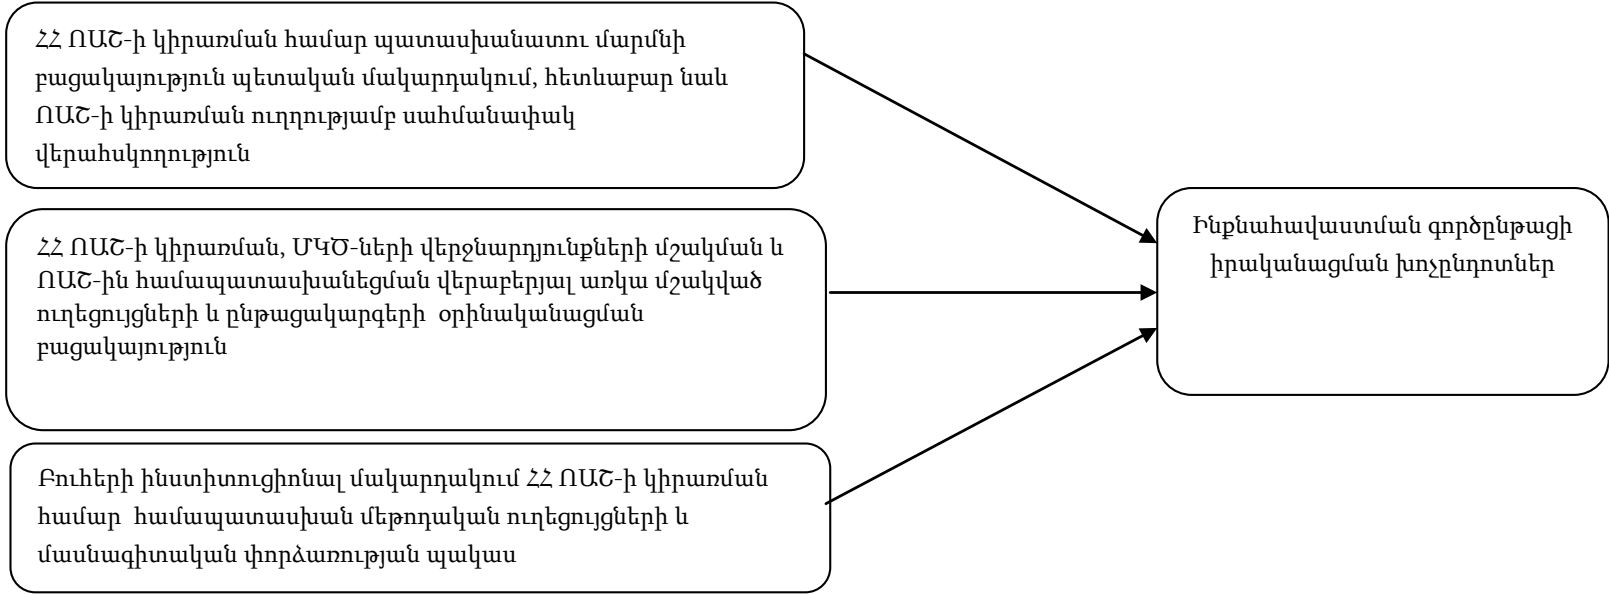 ՀՀ ՈԱՇ-ի կիրառման համար պատասխանատու մարմնի
բացակայություն պետական մակարդակում, հետևաբար նաև
ՈԱՇ-ի կիրառման ուղղությամբ սահմանափակ
վերահսկողություն
ՀՀ ՈԱՇ-ի կիրառման, ՄԿԾ-ների վերջնարդյունքների մշակման և
ՈԱՇ-ին համապատասխանեցման վերաբերյալ առկա մշակված
ուղեցույցների և ընթացակարգերի օրինականացման
բացակայություն
Բուհերի ինստիտուցիոնալ մակարդակում ՀՀ ՈԱՇ-ի կիրառման
համար համապատասխան մեթոդական ուղեցույցների և
մասնագիտական փորձառության պակաս
Ինքնահավաստման գործընթացի
իրականացման խոչընդոտներ